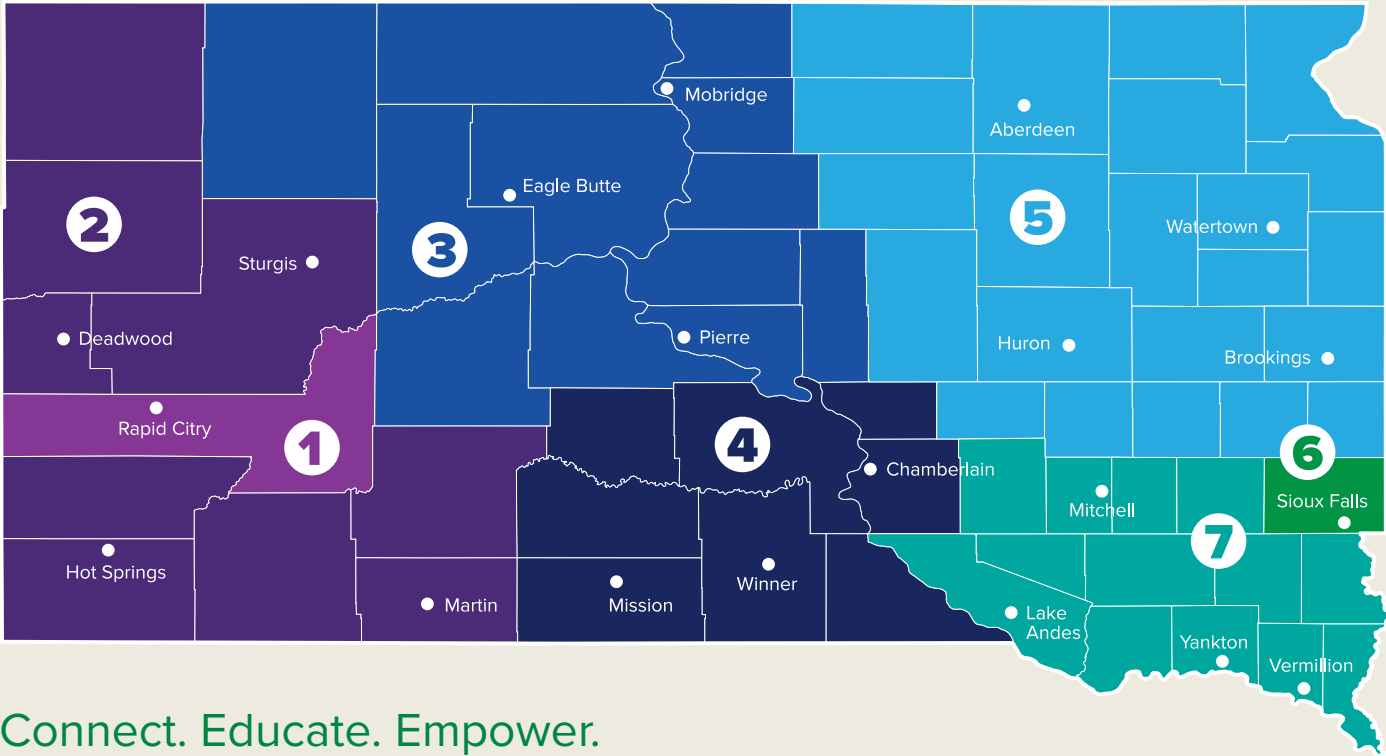 Mobridge
Aberdeen
Eagle Butte
2
3
5
Watertown
Sturgis
Deadwood
Pierre
Huron
Brookings
Rapid Citry
1
4
6
Chamberlain
Sioux Falls
Mitchell
7
Hot Springs
Martin
Mission
Winner
Lake
Andes
Yankton
Vermillion
Connect. Educate. Empower.